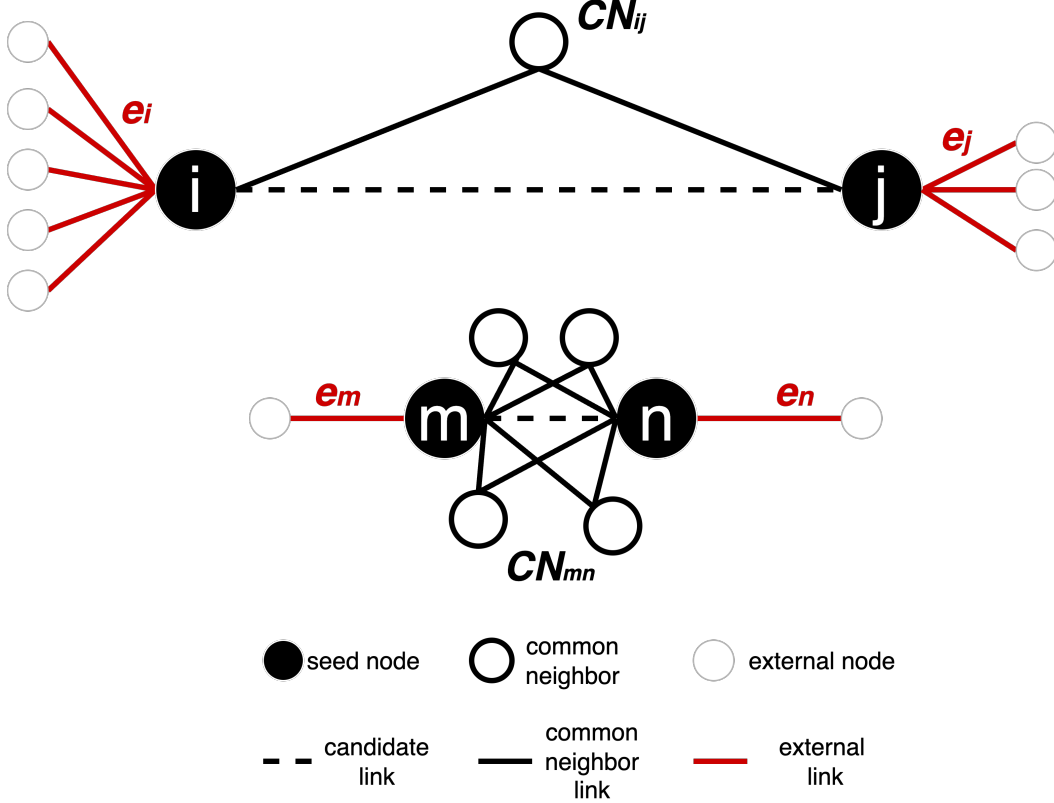 CNij
ei
ej
i
j
em
en
m
n
CNmn
seed node
common
neighbor
external node
candidate
link
common
neighbor
link
external
link